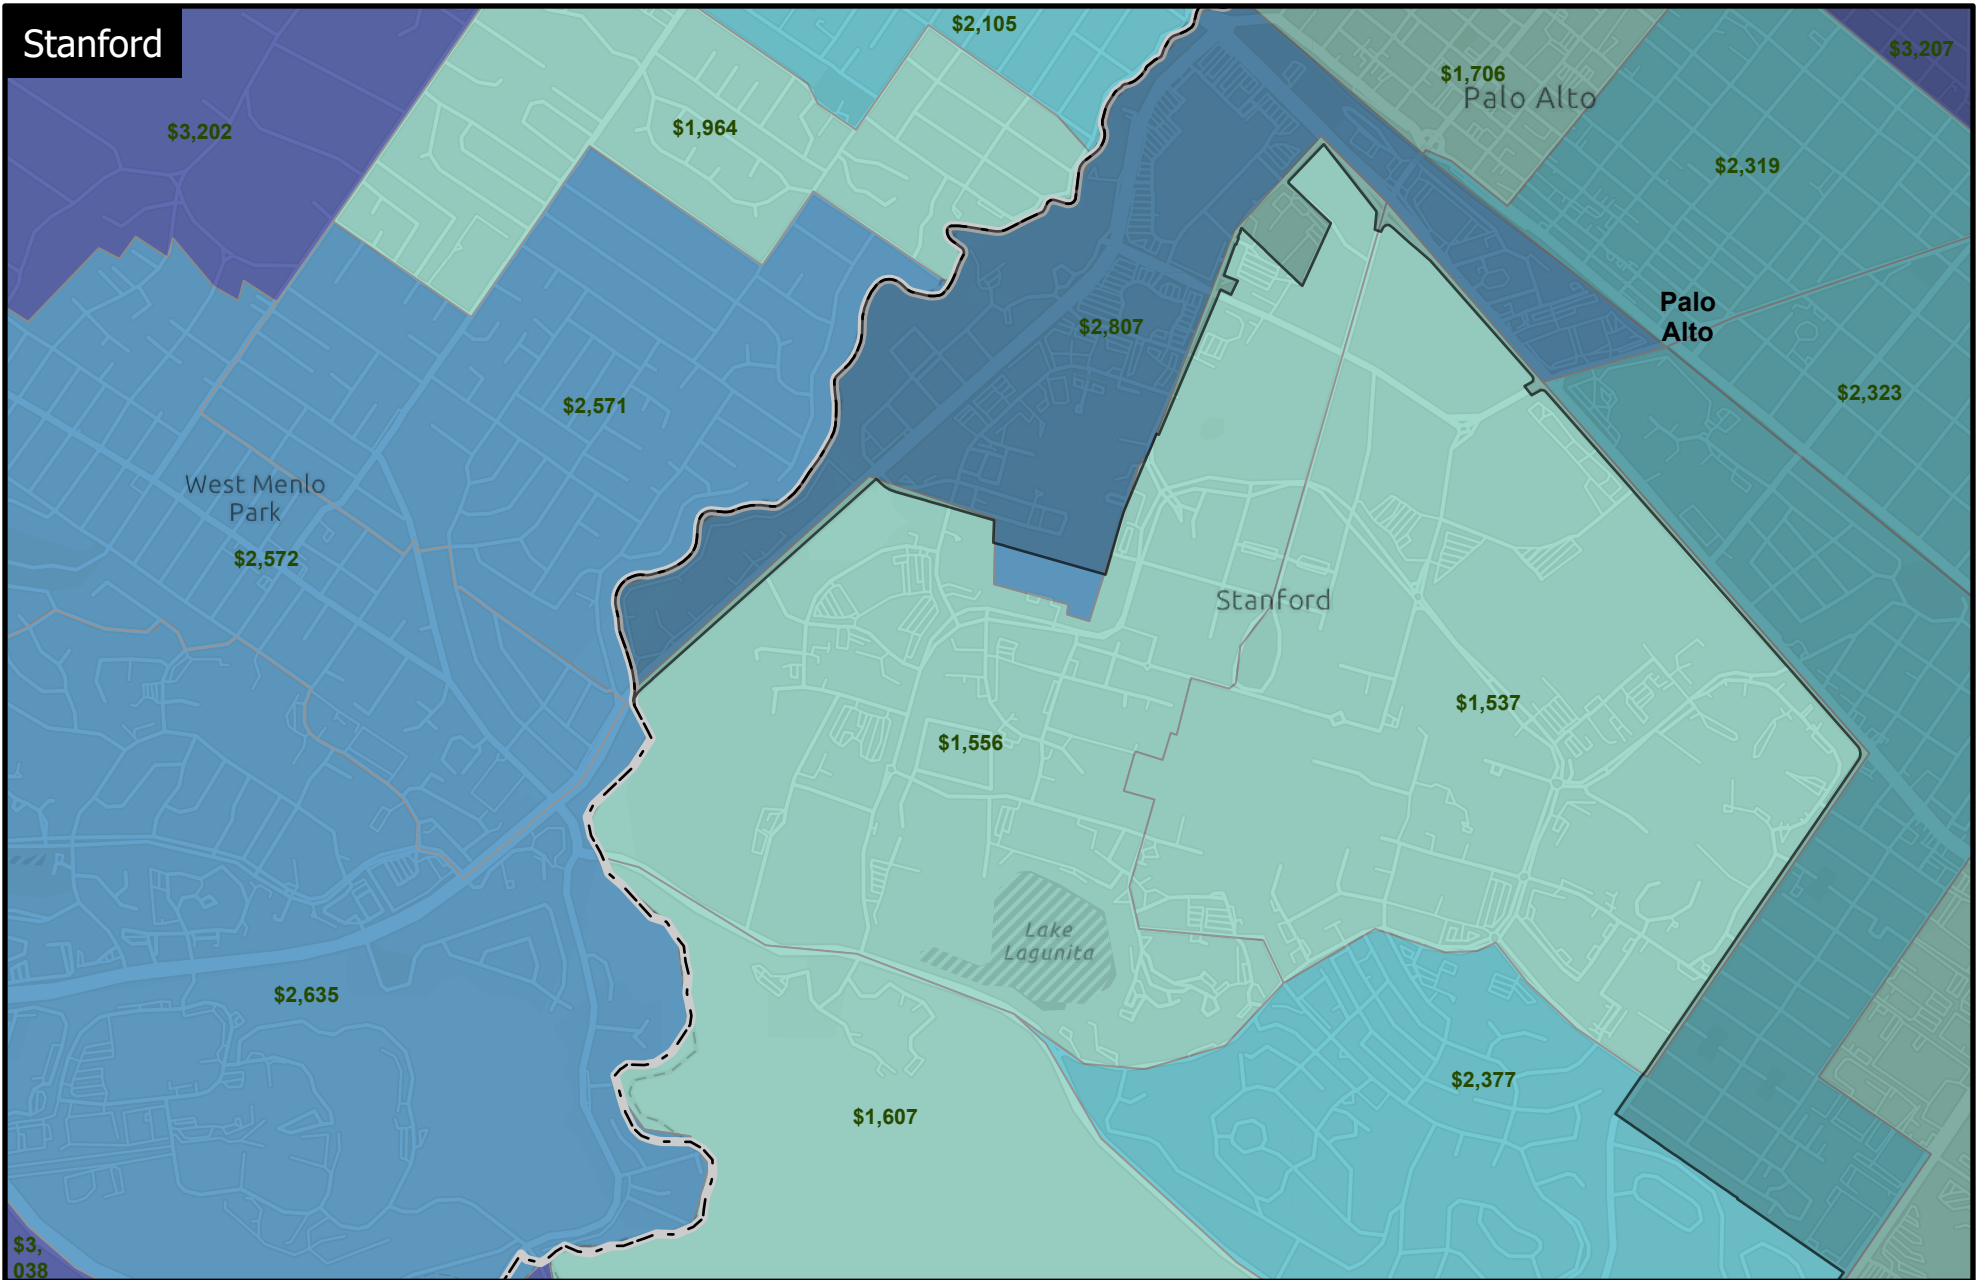 Stanford
$2,105
$3,207
$1,706
Palo Alto
$3,202
$1,964
$2,319
Palo
Alto
$2,807
$2,323
$2,571
West Menlo
Park
$2,572
Stanford
$1,537
$1,556
Lake
Lagunita
$2,635
$2,377
$1,607
$3,
038